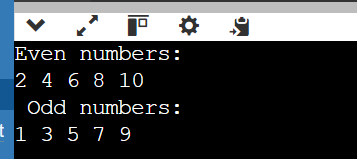 Even numbers:
2 4 6 8 10
 Odd numbers:
1 3 5 7 9